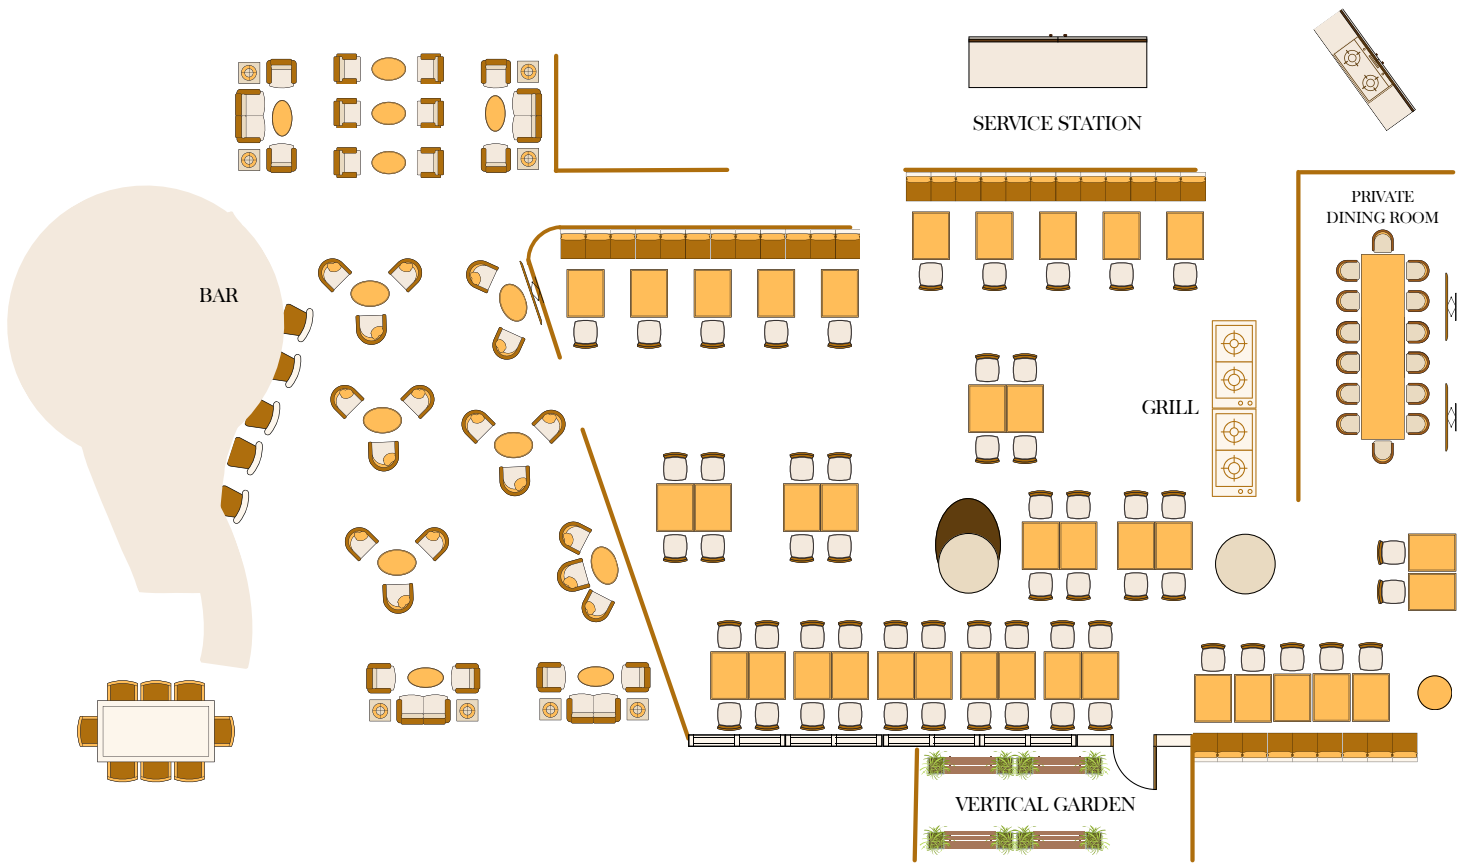 SERVICE STATION
PRIVATE
DINING ROOM
BAR
GRILL
VERTICAL GARDEN